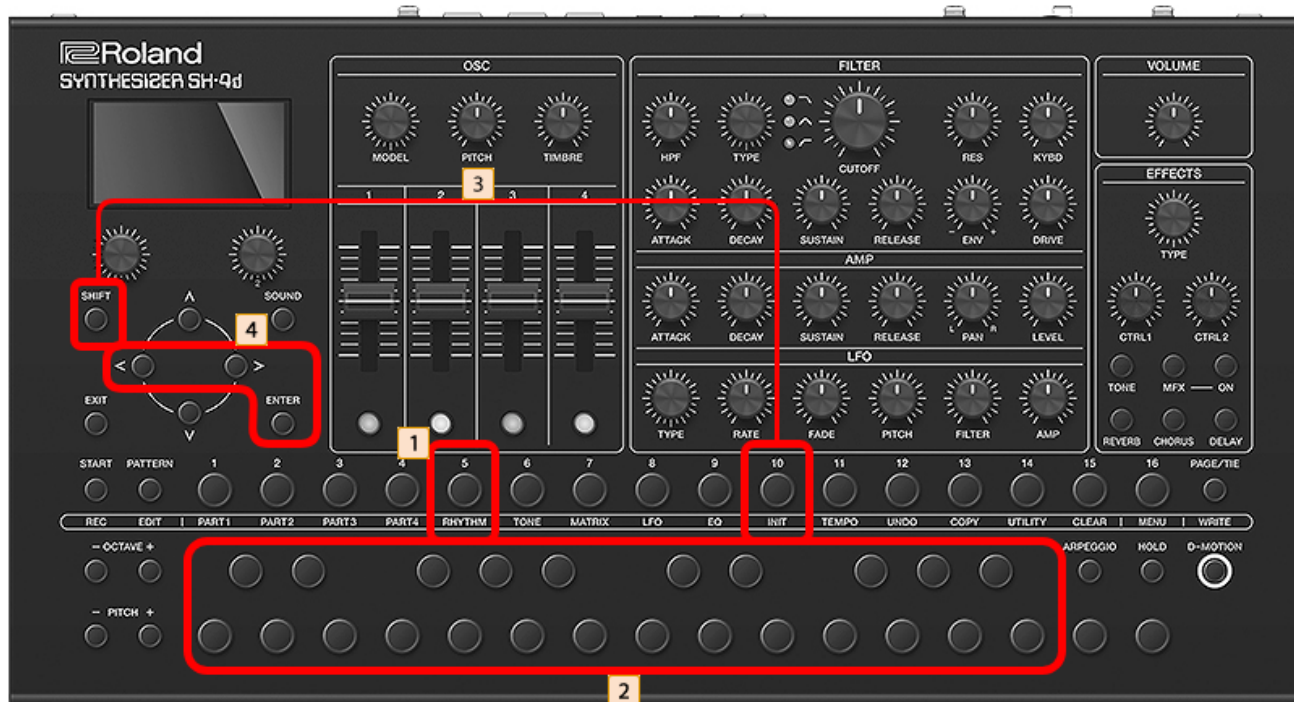 Roland
SYNTHESIZER SH-4d
OSC
FILTER
VOLUME
MODEL PITCH TIMBRE
HPF TYPE CUTOFF RES KYBD
3
EFFECTS
1 2 3 4
ATTACK DECAY SUSTAIN RELEASE - ENV + DRIVE
TYPE
2
AMP
SHIFT SOUND
4
ATTACK DECAY SUSTAIN RELEASE L PAN R LEVEL
CTRL1 CTRL2
LFO
< >
TONE MFX ON
EXIT ENTER
TYPE RATE FADE PITCH FILTER AMP
REVERB CHORUS DELAY
1
START PATTERN 1 2 3 4 5 6 7 8 9 10 11 12 13 14 15 16 PAGE/TIE
REC EDIT | PART1 PART2 PART3 PART4 RHYTHM TONE MATRIX LFO EQ INIT TEMPO UNDO COPY UTILITY CLEAR | MENU | WRITE
- OCTAVE +
ARPEGGIO HOLD D-MOTION
- PITCH +
2